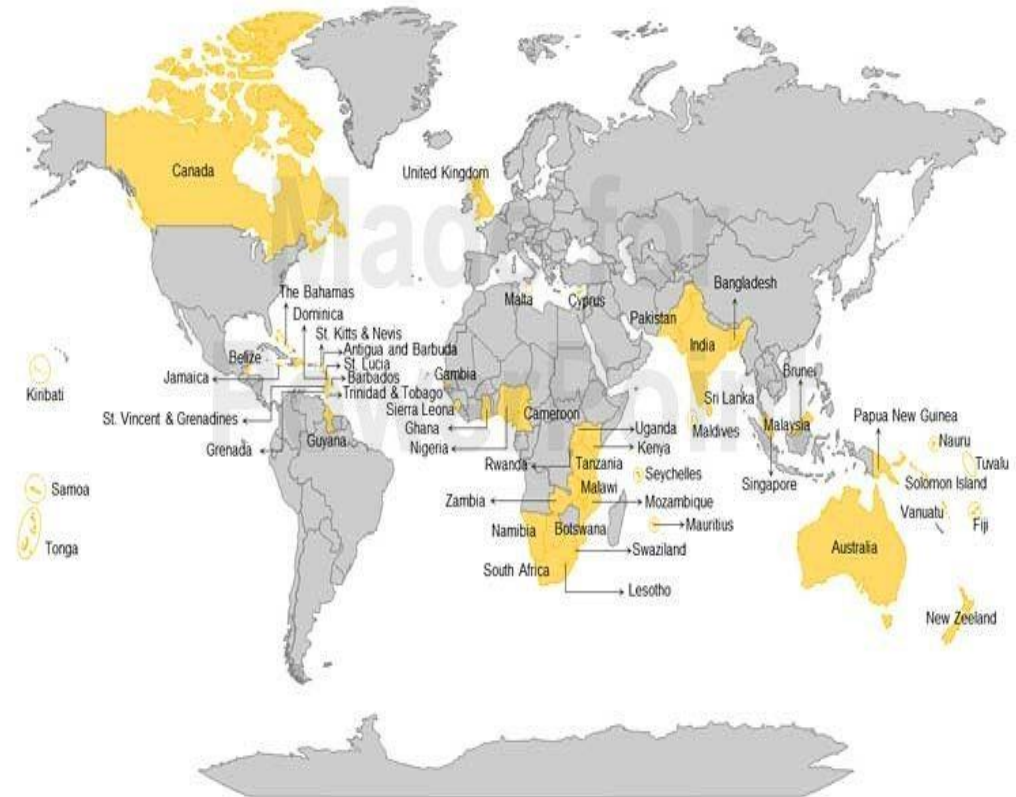 Canada
United Kingdom
Made for
PowerPoint
The Bahamas
Dominica
St. Kitts & Nevis
Antigua and Barbuda
St. Lucia
Barbados
Trinidad & Tobago
Belize
Jamaica
St. Vincent & Grenadines
Grenada
Guyana
Kiribati
Samoa
Tonga
Malta
Cyprus
Gambia
Sierra Leona
Ghana
Nigeria
Cameroon
Uganda
Kenya
Rwanda
Tanzania
Seychelles
Malawi
Zambia
Mozambique
Namibia
Botswana
Mauritius
Swaziland
South Africa
Lesotho
Bangladesh
Pakistan
India
Sri Lanka
Maldives
Brunei
Malaysia
Singapore
Papua New Guinea
Nauru
Tuvalu
Solomon Island
Vanuatu
Fiji
Australia
New Zeeland